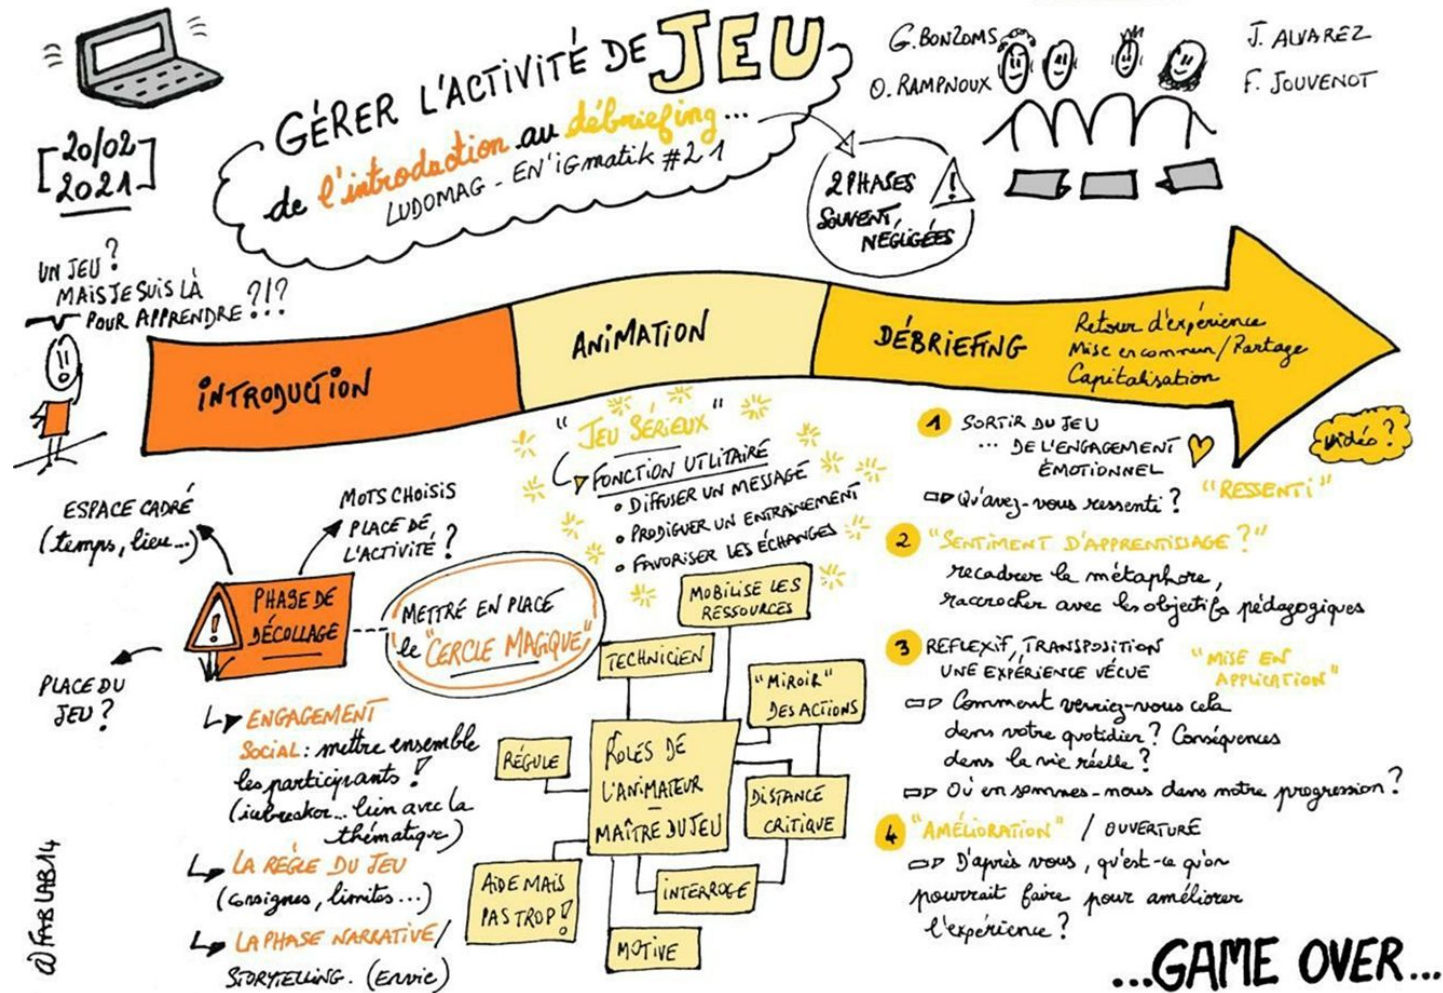 20/02
2021
GÉRER L'ACTIVITÉ DE JEU
de l'introduction au débriefing...
LUDOMAG - EN'IGmatik #21
G. BONZOMS
O. RAMPNOUX
J. ALVAREZ
F. JOUVENOT
2 PHASES
SOUVENT,
NÉGLIGÉES
!
UN JEU ?
MAIS JE SUIS LÀ
POUR APPRENDRE ?!?
INTRODUCTION
ANIMATION
DÉBRIEFING
Retour d'expérience
Mise en commun/Partage
Capitalisation
ESPACE CADRÉ
(temps, lieu...)
MOTS CHOISIS
PLACE DE
L'ACTIVITÉ ?
!
PHASE DE
DÉCOLLAGE
METTRE EN PLACE
le "CERCLE MAGIQUE"
PLACE DU
JEU ?
ENGAGEMENT
SOCIAL : mettre ensemble
les participants !
(icebreaker... lien avec la
thématique)
LA RÈGLE DU JEU
(consignes, limites...)
LA PHASE NARRATIVE/
STORYTELLING. (Envie)
"JEU SÉRIEUX"
FONCTION UTILITAIRE
• DIFFUSER UN MESSAGE
• PRODIGUER UN ENTRAINEMENT
• FAVORISER LES ÉCHANGES
MOBILISE LES
RESSOURCES
TECHNICIEN
"MIROIR"
DES ACTIONS
RÉGULE
RÔLES DE
L'ANIMATEUR
—
MAÎTRE DU JEU
DISTANCE
CRITIQUE
AIDE MAIS
PAS TROP !
INTERROGE
MOTIVE
1 SORTIR DU JEU
... DE L'ENGAGEMENT
ÉMOTIONNEL
Qu'avez-vous ressenti ? "RESSENTI"
vidéo ?
2 "SENTIMENT D'APPRENTISSAGE ?"
recadrer la métaphore,
raccrocher avec les objectifs pédagogiques
3 RÉFLEXIF, TRANSPOSITION
UNE EXPÉRIENCE VÉCUE
"MISE EN
APPLICATION"
Comment verriez-vous cela
dans votre quotidien ? Conséquences
dans la vie réelle ?
Où en sommes-nous dans notre progression ?
4 "AMÉLIORATION" / OUVERTURE
D'après vous, qu'est-ce qu'on
pourrait faire pour améliorer
l'expérience ?
@FABLAB14
...GAME OVER...